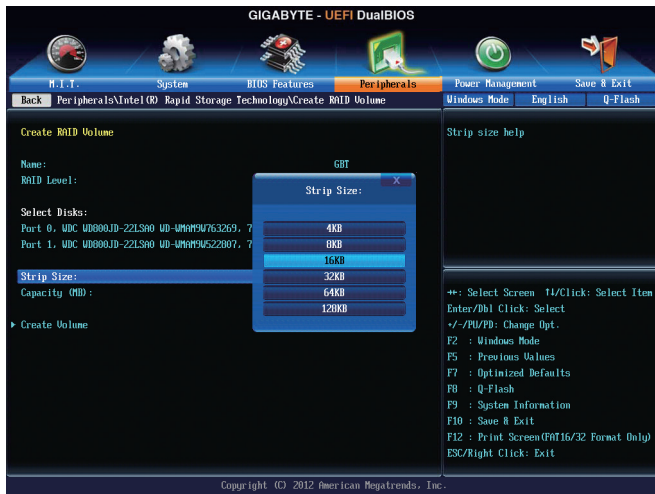 GIGABYTE - UEFI DualBIOS
M.I.T. System BIOS Features Peripherals Power Management Save & Exit
Back Peripherals\Intel(R) Rapid Storage Technology\Create RAID Volume Windows Mode English Q-Flash
Create RAID Volume
Name: GBT
RAID Level:
Select Disks:
Port 0, WDC WD800JD-22LSA0 WD-WMAM9W763269, 7
Port 1, WDC WD800JD-22LSA0 WD-WMAM9W522807, 7
Strip Size:
Capacity (MB):
Create Volume
Strip Size:
X
4KB
8KB
16KB
32KB
64KB
128KB
Strip size help
→←: Select Screen ↑↓/Click: Select Item
Enter/Dbl Click: Select
+/-/PU/PD: Change Opt.
F2 : Windows Mode
F5 : Previous Values
F7 : Optimized Defaults
F8 : Q-Flash
F9 : System Information
F10 : Save & Exit
F12 : Print Screen(FAT16/32 Format Only)
ESC/Right Click: Exit
Copyright (C) 2012 American Megatrends, Inc.